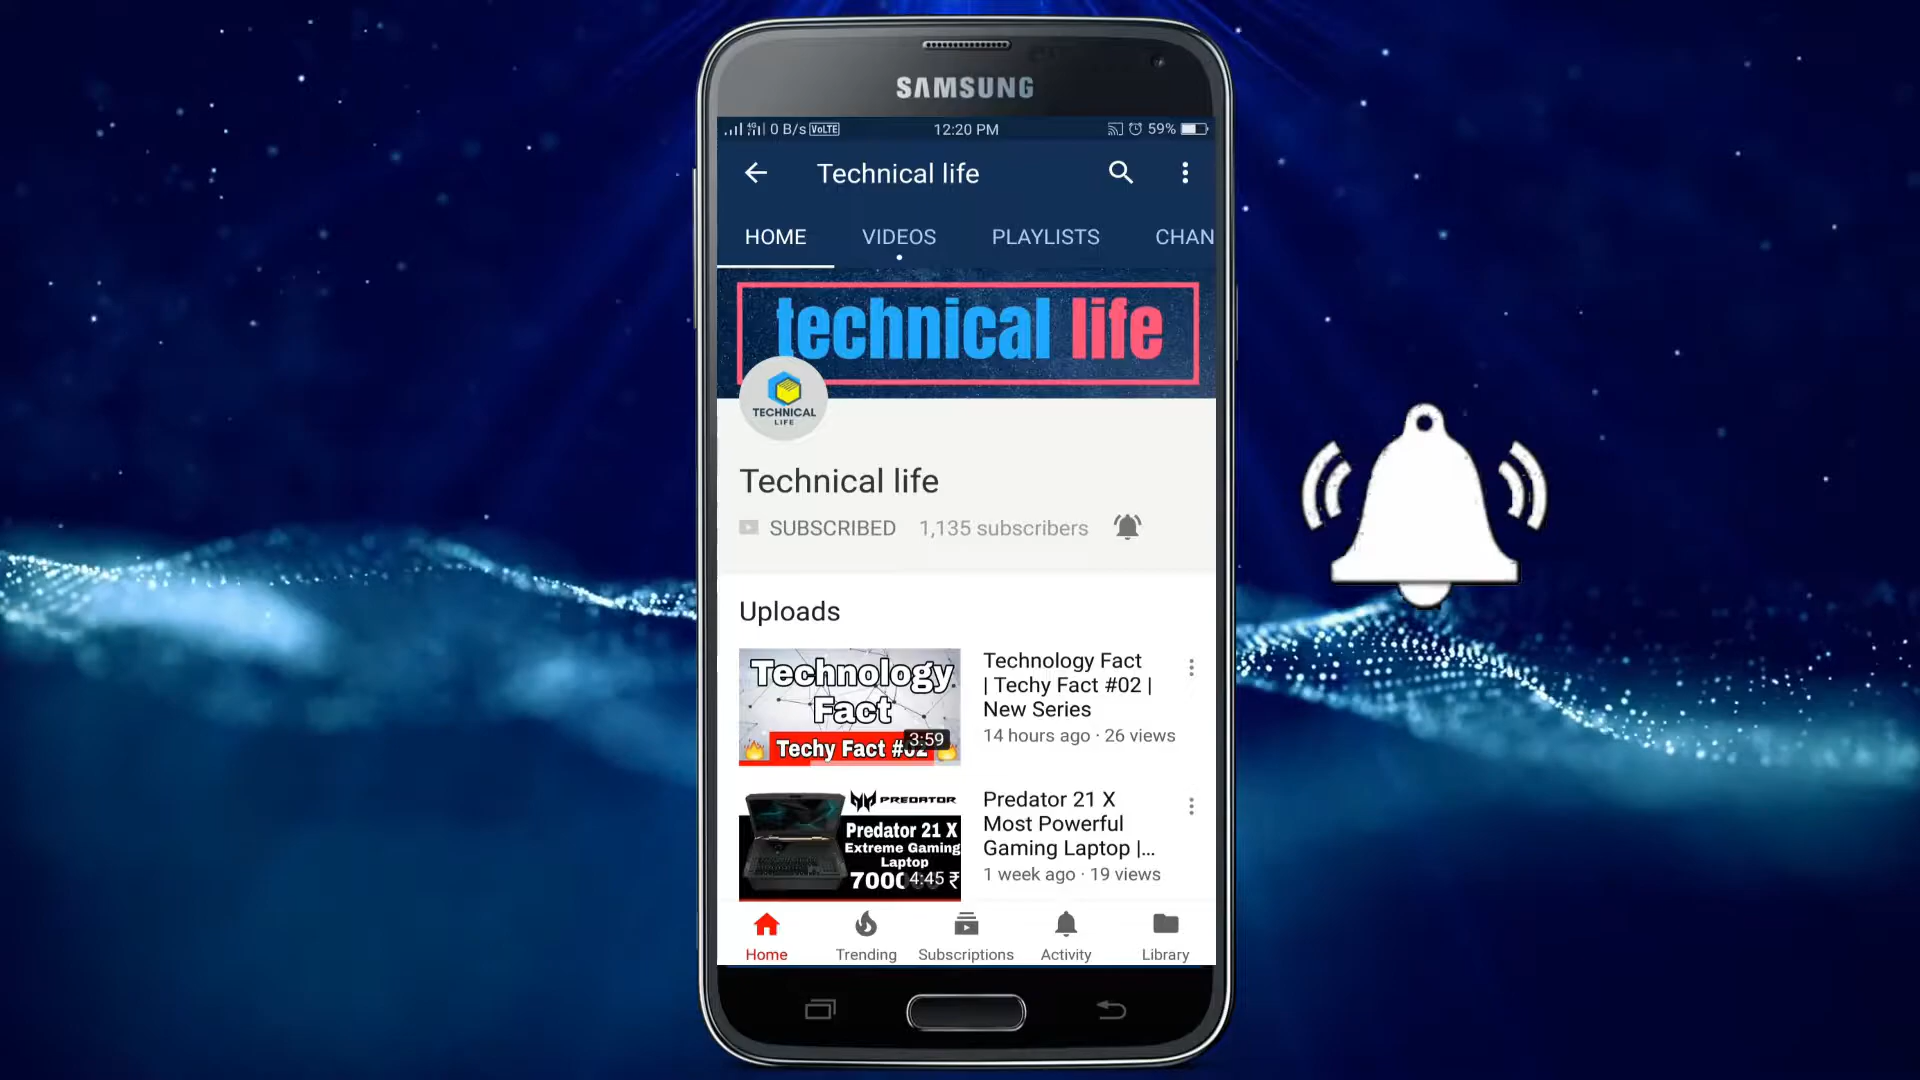 SAMSUNG
0 B/s VoLTE 12:20 PM 59%
Technical life
HOME VIDEOS PLAYLISTS CHAN
technical life
TECHNICAL
LIFE
Technical life
SUBSCRIBED 1,135 subscribers
Uploads
Technology
Fact
Techy Fact #02
3:59
Technology Fact
| Techy Fact #02 |
New Series
14 hours ago · 26 views
PREDATOR
Predator 21 X
Extreme Gaming
Laptop
4:45 ₹
Predator 21 X
Most Powerful
Gaming Laptop |...
1 week ago · 19 views
Home Trending Subscriptions Activity Library